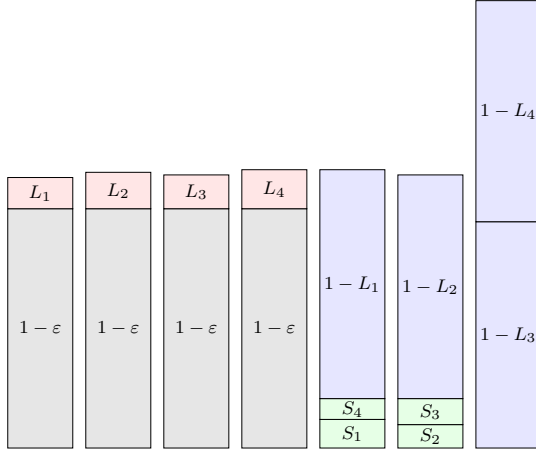 1 − L₄
L₁
L₂
L₃
L₄
1 − L₁
1 − L₂
1 − ε
1 − ε
1 − ε
1 − ε
1 − L₃
S₄
S₃
S₁
S₂